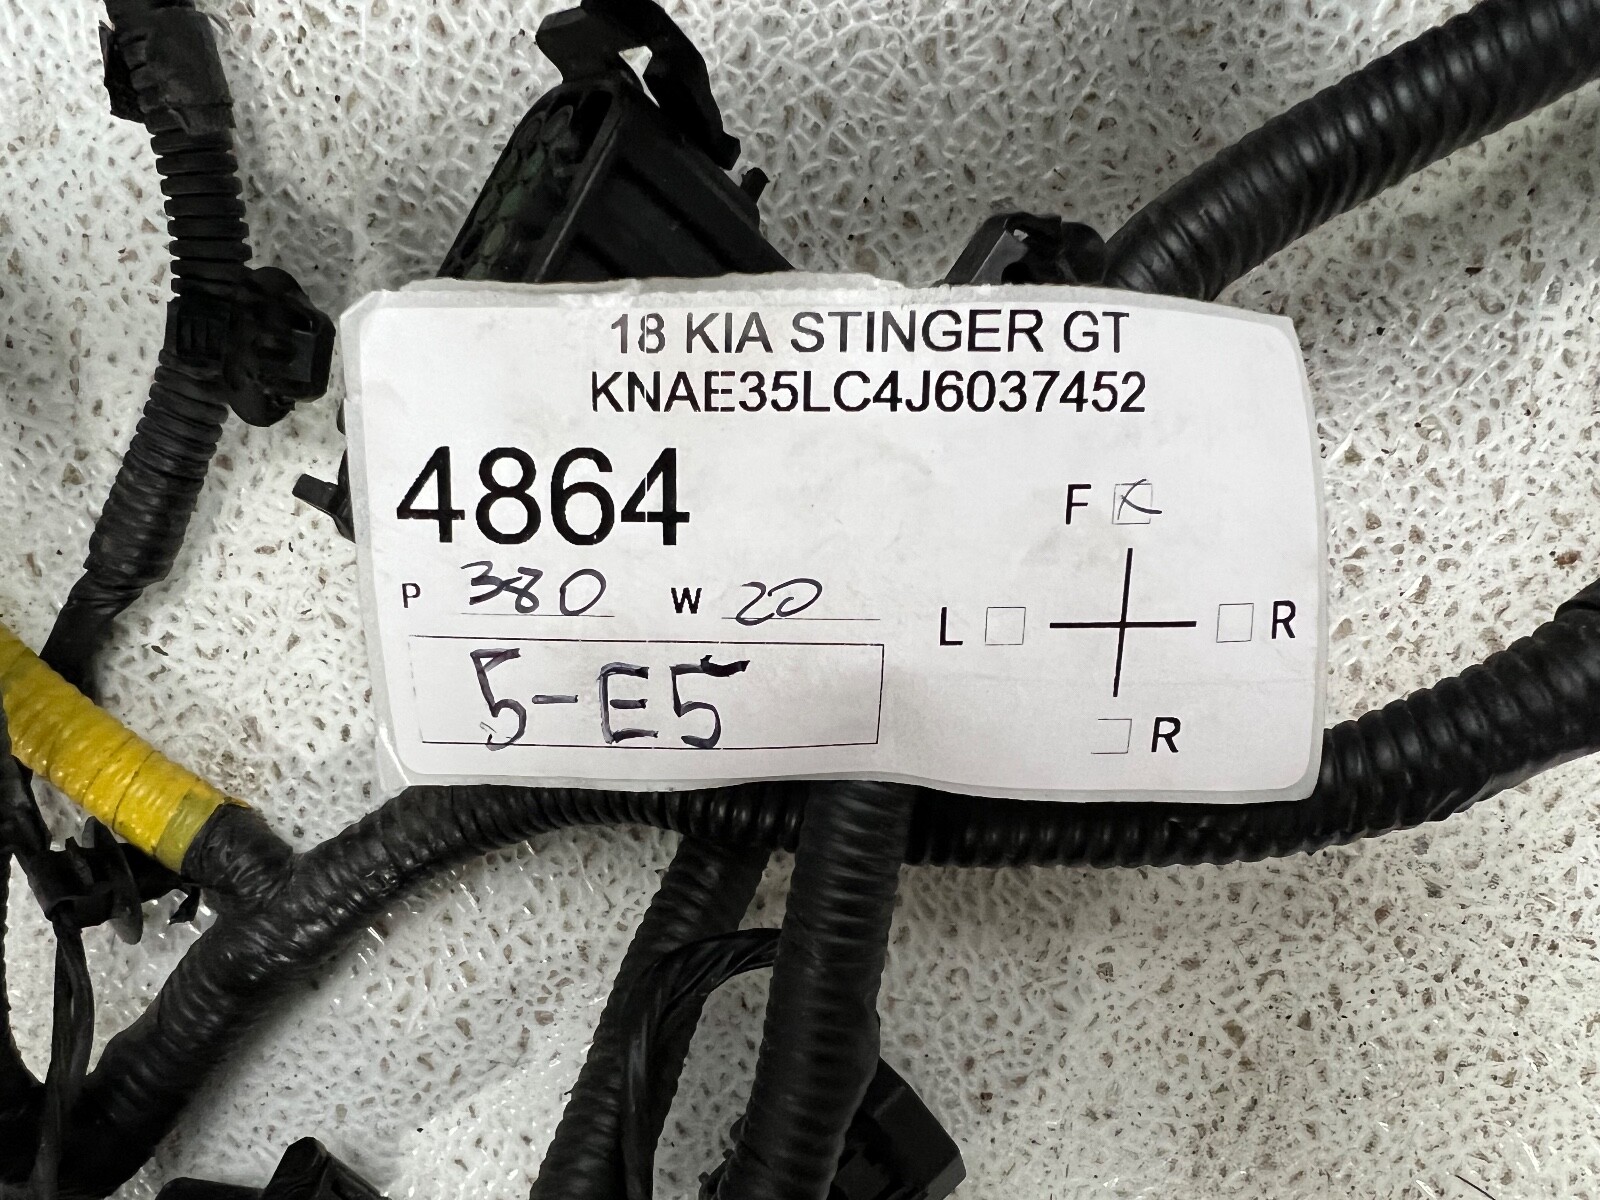 18 KIA STINGER GT
KNAE35LC4J6037452
4864
F
P 380 W 20
L R
5-E5
R